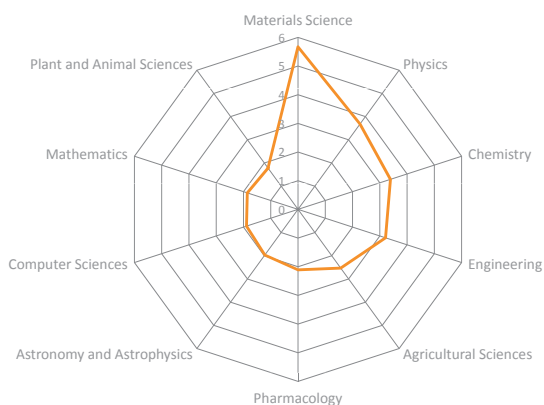 Materials Science
6
Plant and Animal Sciences
5
Physics
4
3
Mathematics
Chemistry
2
1
0
Computer Sciences
Engineering
Astronomy and Astrophysics
Agricultural Sciences
Pharmacology